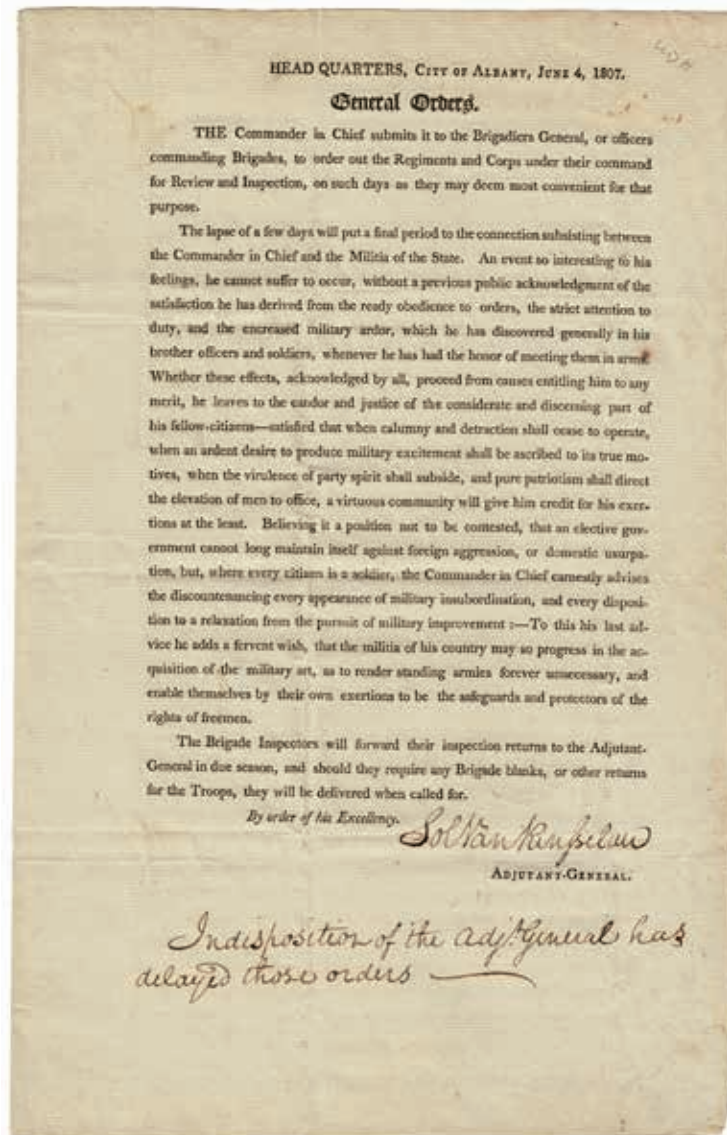 HEAD QUARTERS, CITY OF ALBANY, JUNE 4, 1807.
General Orders.
THE Commander in Chief submits it to the Brigadiers General, or officers
commanding Brigades, to order out the Regiments and Corps under their command
for Review and Inspection, on such days as they may deem most convenient for that
purpose.
The lapse of a few days will put a final period to the connection subsisting between
the Commander in Chief and the Militia of the State. An event so interesting to his
feelings, he cannot suffer to occur, without a previous public acknowledgment of the
satisfaction he has derived from the ready obedience to orders, the strict attention to
duty, and the encreased military ardor, which he has discovered generally in his
brother officers and soldiers, whenever he has had the honor of meeting them in arms.
Whether these effects, acknowledged by all, proceed from causes entitling him to any
merit, he leaves to the candor and justice of the considerate and discerning part of
his fellow-citizens—satisfied that when calumny and detraction shall cease to operate,
when an ardent desire to produce military excitement shall be ascribed to its true mo-
tives, when the virulence of party spirit shall subside, and pure patriotism shall direct
the elevation of men to office, a virtuous community will give him credit for his exer-
tions at the least. Believing it a position not to be contested, that an elective gov-
ernment cannot long maintain itself against foreign aggression, or domestic usurpa-
tion, but, where every citizen is a soldier, the Commander in Chief earnestly advises
the discountenancing every appearance of military insubordination, and every disposi-
tion to a relaxation from the pursuit of military improvement :—To this his last ad-
vice he adds a fervent wish, that the militia of his country may so progress in the ac-
quisition of the military art, as to render standing armies forever unnecessary, and
enable themselves by their own exertions to be the safeguards and protectors of the
rights of freemen.
The Brigade Inspectors will forward their inspection returns to the Adjutant-
General in due season, and should they require any Brigade blanks, or other returns
for the Troops, they will be delivered when called for.
By order of his Excellency.
Sol Van Rensselaer
ADJUTANT-GENERAL.
Indisposition of the Adjt. General has
delayed those orders —